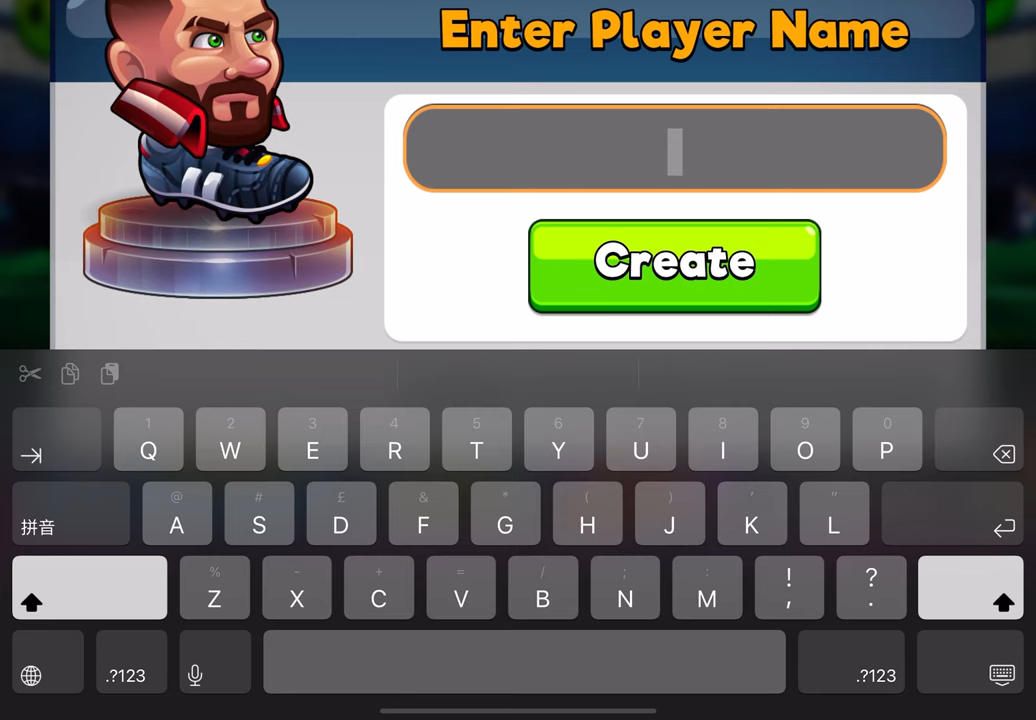 Enter Player Name
Create
1 2 3 4 5 6 7 8 9 0
Q W E R T Y U I O P
@ # £ & * ( ) ' "
拼音 A S D F G H J K L
% - + = / ; : ! ?
Z X C V B N M , .
.?123 .?123